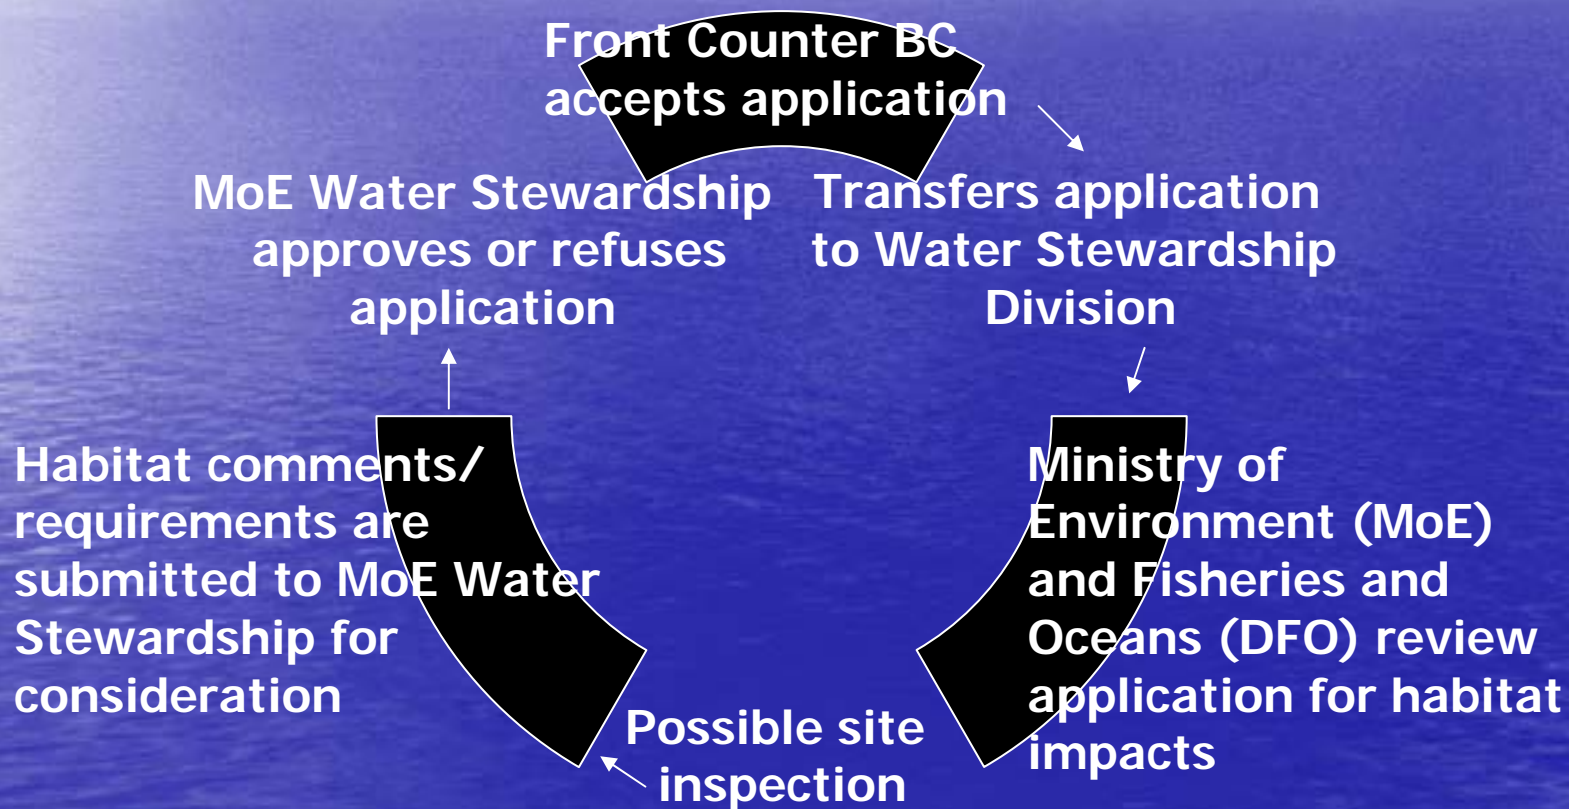 Front Counter BC
accepts application
Transfers application
to Water Stewardship
Division
Ministry of
Environment (MoE)
and Fisheries and
Oceans (DFO) review
application for habitat
impacts
Possible site
inspection
Habitat comments/
requirements are
submitted to MoE Water
Stewardship for
consideration
MoE Water Stewardship
approves or refuses
application